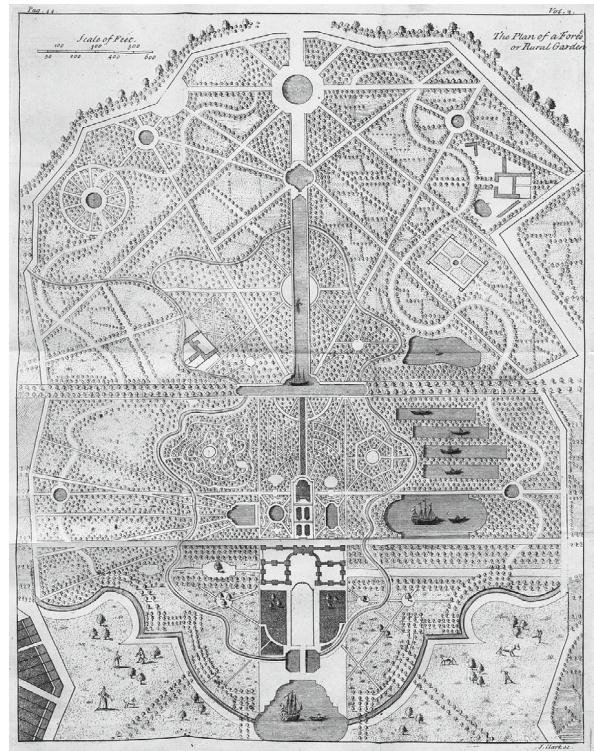 Pag. 44.
Vol. 2.
Scale of Feet.
100 300 500
50 200 400 600
The Plan of a Forest
or Rural Garden
J. Clark sc.